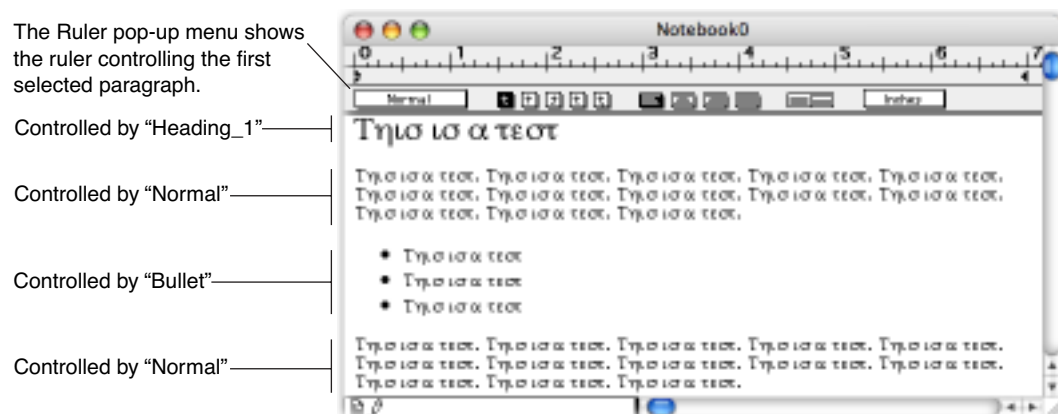 The Ruler pop-up menu shows
the ruler controlling the first
selected paragraph.
Controlled by “Heading_1”
Controlled by “Normal”
Controlled by “Bullet”
Controlled by “Normal”
Notebook0
0 1 2 3 4 5 6 7
Normal Inches
Τηισ ισ α τεστ
Τηισ ισ α τεστ. Τηισ ισ α τεστ. Τηισ ισ α τεστ. Τηισ ισ α τεστ. Τηισ ισ α τεστ.
Τηισ ισ α τεστ. Τηισ ισ α τεστ. Τηισ ισ α τεστ. Τηισ ισ α τεστ. Τηισ ισ α τεστ.
Τηισ ισ α τεστ. Τηισ ισ α τεστ. Τηισ ισ α τεστ.
• Τηισ ισ α τεστ
• Τηισ ισ α τεστ
• Τηισ ισ α τεστ
Τηισ ισ α τεστ. Τηισ ισ α τεστ. Τηισ ισ α τεστ. Τηισ ισ α τεστ. Τηισ ισ α τεστ.
Τηισ ισ α τεστ. Τηισ ισ α τεστ. Τηισ ισ α τεστ. Τηισ ισ α τεστ. Τηισ ισ α τεστ.
Τηισ ισ α τεστ. Τηισ ισ α τεστ. Τηισ ισ α τεστ.